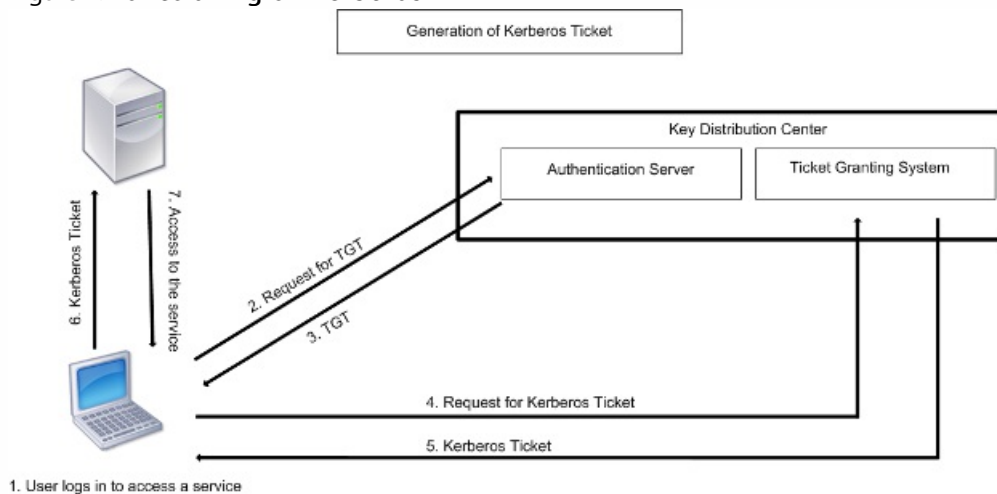 Generation of Kerberos Ticket
Key Distribution Center
Authentication Server
Ticket Granting System
6. Kerberos Ticket
7. Access to the service
2. Request for TGT
3. TGT
4. Request for Kerberos Ticket
5. Kerberos Ticket
1. User logs in to access a service